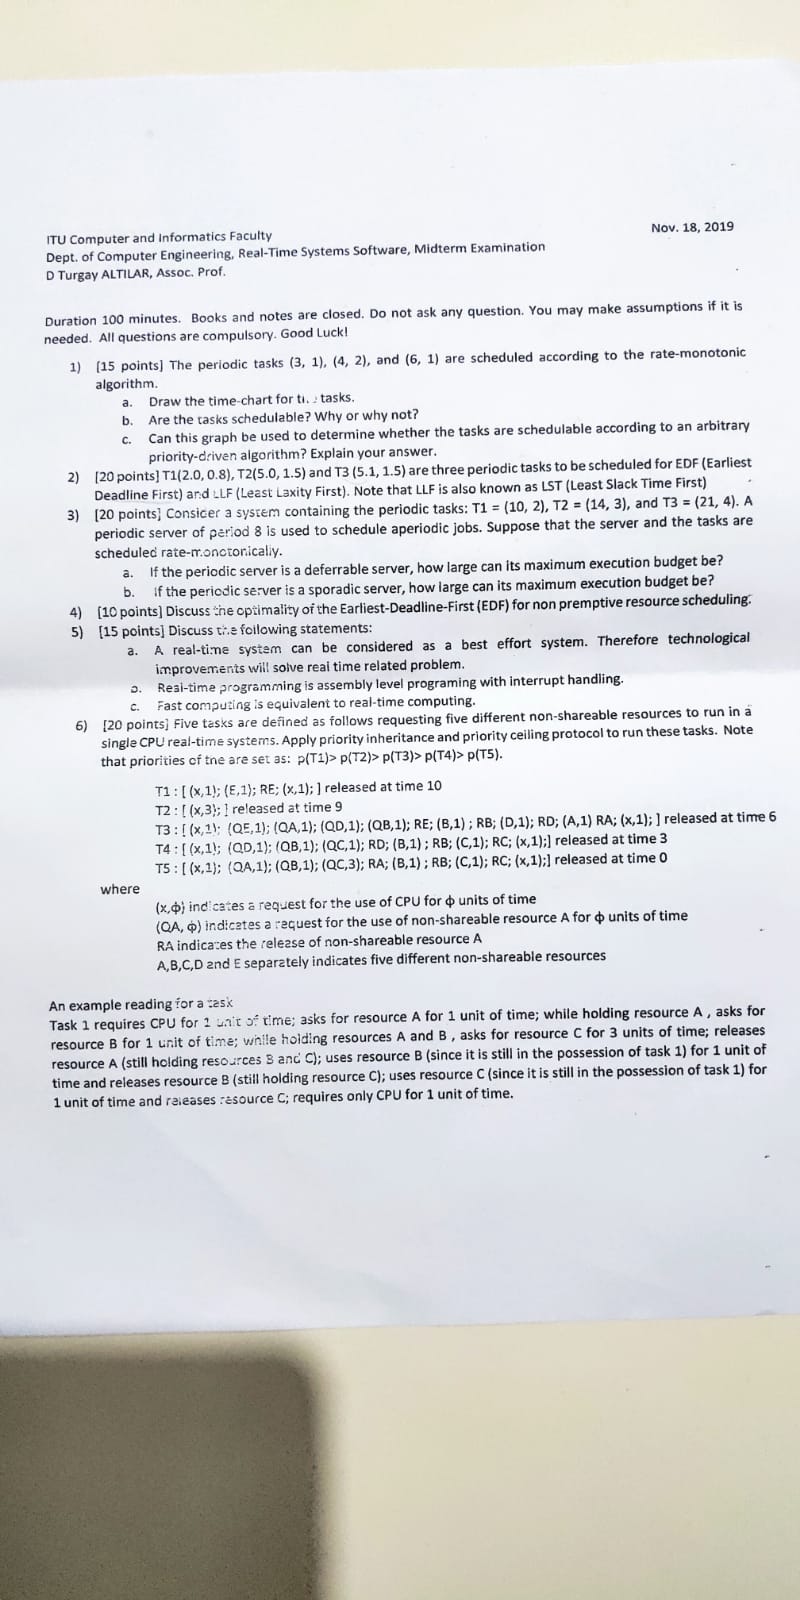 ITU Computer and Informatics Faculty
Nov. 18, 2019
Dept. of Computer Engineering, Real-Time Systems Software, Midterm Examination
D Turgay ALTILAR, Assoc. Prof.
Duration 100 minutes. Books and notes are closed. Do not ask any question. You may make assumptions if it is
needed. All questions are compulsory. Good Luck!
1) [15 points] The periodic tasks (3, 1), (4, 2), and (6, 1) are scheduled according to the rate-monotonic
algorithm.
a. Draw the time-chart for tasks.
b. Are the tasks schedulable? Why or why not?
c. Can this graph be used to determine whether the tasks are schedulable according to an arbitrary
priority-driven algorithm? Explain your answer.
2) [20 points] T1(2.0, 0.8), T2(5.0, 1.5) and T3 (5.1, 1.5) are three periodic tasks to be scheduled for EDF (Earliest
Deadline First) and LLF (Least Laxity First). Note that LLF is also known as LST (Least Slack Time First)
3) [20 points] Consider a system containing the periodic tasks: T1 = (10, 2), T2 = (14, 3), and T3 = (21, 4). A
periodic server of period 8 is used to schedule aperiodic jobs. Suppose that the server and the tasks are
scheduled rate-monotonically.
a. If the periodic server is a deferrable server, how large can its maximum execution budget be?
b. If the periodic server is a sporadic server, how large can its maximum execution budget be?
4) [10 points] Discuss the optimality of the Earliest-Deadline-First (EDF) for non premptive resource scheduling.
5) [15 points] Discuss the following statements:
a. A real-time system can be considered as a best effort system. Therefore technological
improvements will solve real time related problem.
b. Real-time programming is assembly level programing with interrupt handling.
c. Fast computing is equivalent to real-time computing.
6) [20 points] Five tasks are defined as follows requesting five different non-shareable resources to run in a
single CPU real-time systems. Apply priority inheritance and priority ceiling protocol to run these tasks. Note
that priorities of the are set as: p(T1)> p(T2)> p(T3)> p(T4)> p(T5).
T1 : [ (x,1); (E,1); RE; (x,1); ] released at time 10
T2 : [ (x,3); ] released at time 9
T3 : [ (x,1); (QE,1); (QA,1); (QD,1); (QB,1); RE; (B,1) ; RB; (D,1); RD; (A,1) RA; (x,1); ] released at time 6
T4 : [ (x,1); (QD,1); (QB,1); (QC,1); RD; (B,1) ; RB; (C,1); RC; (x,1);] released at time 3
T5 : [ (x,1); (QA,1); (QB,1); (QC,3); RA; (B,1) ; RB; (C,1); RC; (x,1);] released at time 0
where
(x,ϕ) indicates a request for the use of CPU for ϕ units of time
(QA, ϕ) indicates a request for the use of non-shareable resource A for ϕ units of time
RA indicates the release of non-shareable resource A
A,B,C,D and E separately indicates five different non-shareable resources
An example reading for a task
Task 1 requires CPU for 1 unit of time; asks for resource A for 1 unit of time; while holding resource A , asks for
resource B for 1 unit of time; while holding resources A and B , asks for resource C for 3 units of time; releases
resource A (still holding resources B and C); uses resource B (since it is still in the possession of task 1) for 1 unit of
time and releases resource B (still holding resource C); uses resource C (since it is still in the possession of task 1) for
1 unit of time and releases resource C; requires only CPU for 1 unit of time.